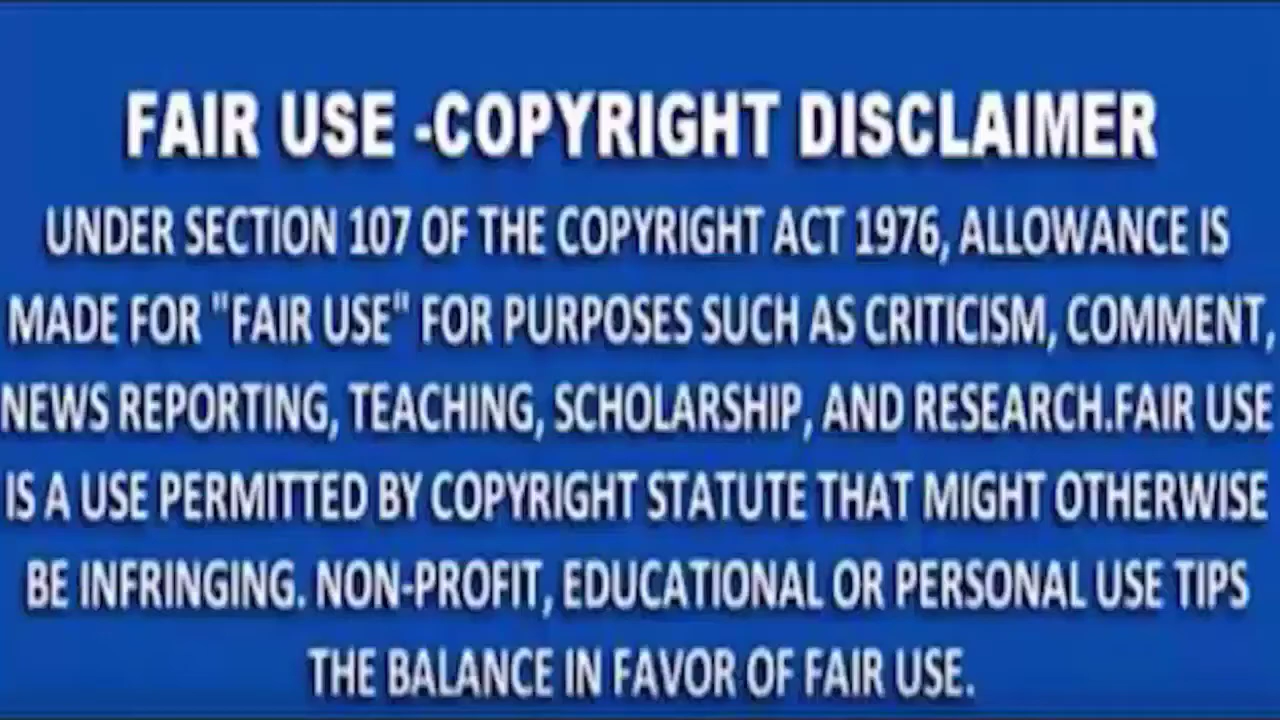 FAIR USE -COPYRIGHT DISCLAIMER
UNDER SECTION 107 OF THE COPYRIGHT ACT 1976, ALLOWANCE IS
MADE FOR "FAIR USE" FOR PURPOSES SUCH AS CRITICISM, COMMENT,
NEWS REPORTING, TEACHING, SCHOLARSHIP, AND RESEARCH.FAIR USE
IS A USE PERMITTED BY COPYRIGHT STATUTE THAT MIGHT OTHERWISE
BE INFRINGING. NON-PROFIT, EDUCATIONAL OR PERSONAL USE TIPS
THE BALANCE IN FAVOR OF FAIR USE.